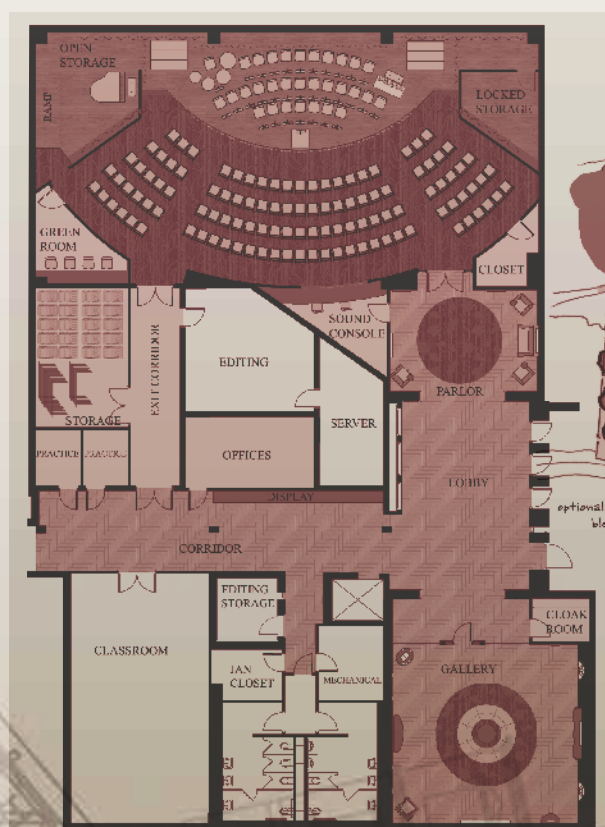 OPEN
STORAGE
RAMP
LOCKED
STORAGE
GREEN
ROOM
CLOSET
SOUND
CONSOLE
EDITING
EXIT CORRIDOR
PARLOR
STORAGE
SERVER
PRACTICE
PRACTICE
OFFICES
LOBBY
DISPLAY
optional
CORRIDOR
EDITING
STORAGE
CLOAK
ROOM
CLASSROOM
JAN
CLOSET
MECHANICAL
GALLERY